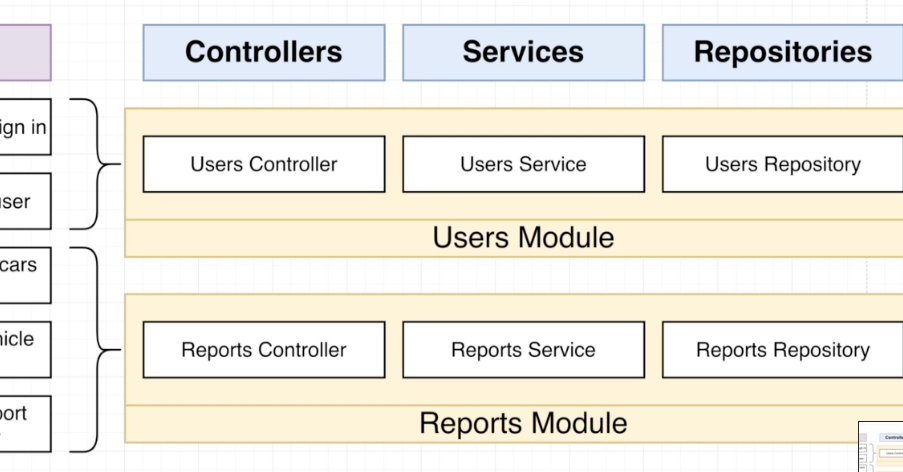 Controllers Services Repositories
ign in
Users Controller Users Service Users Repository
user
Users Module
cars
hicle
Reports Controller Reports Service Reports Repository
port
Reports Module